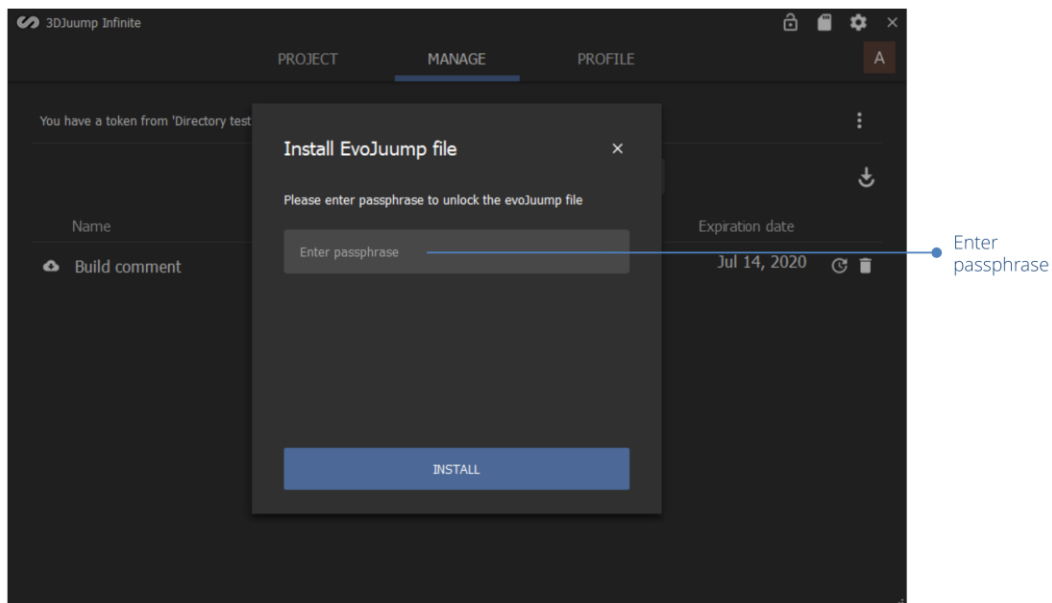 3DJuump Infinite
PROJECT MANAGE PROFILE A
You have a token from 'Directory test
Install EvoJuump file
Please enter passphrase to unlock the evoJuump file
Name Expiration date
Enter passphrase
Enter
passphrase
Build comment Jul 14, 2020
INSTALL